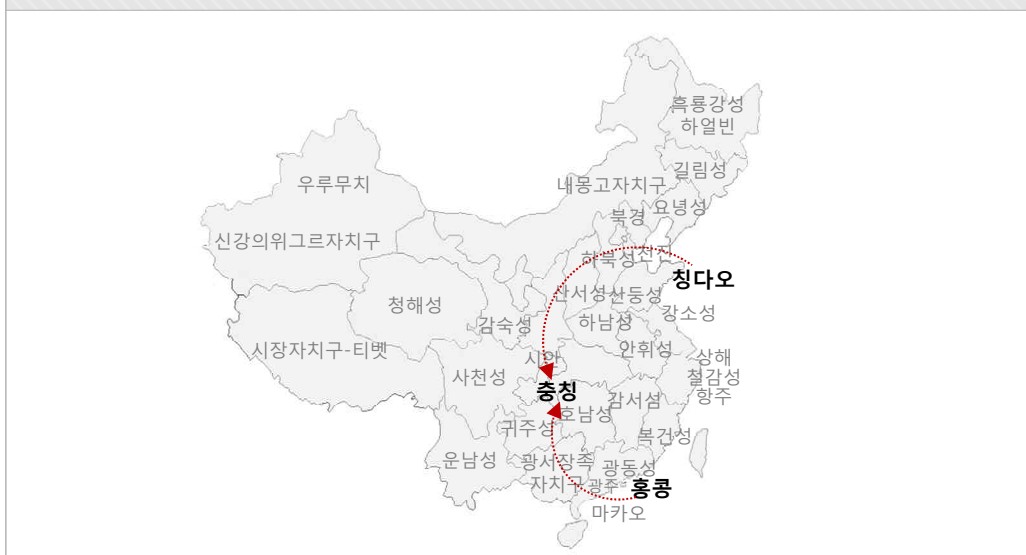 흑룡강성
하얼빈
길림성
우루무치
내몽고자치구
요녕성
북경
신강의위그르자치구
하북성
천진
칭다오
산서성
산둥성
청해성
강소성
감숙성
하남성
시장자치구-티벳
안휘성
시안
상해
사천성
철감성
충칭
항주
감서섬
호남성
귀주성
복건성
운남성
광서장족
광동성
자치구
광주
홍콩
마카오